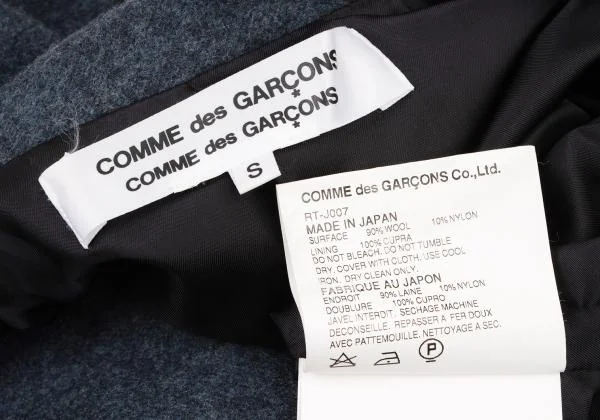 COMME des GARÇONS
COMME des GARÇONS
S
COMME des GARÇONS Co.,Ltd.
RT-J007
MADE IN JAPAN
SURFACE 90% WOOL 10% NYLON
LINING 100% CUPRA
DO NOT BLEACH. DO NOT TUMBLE
DRY. COVER WITH CLOTH. USE COOL
IRON. DRY CLEAN ONLY.
FABRIQUE AU JAPON
ENDROIT 90% LAINE 10% NYLON
DOUBLURE 100% CUPRO
JAVEL INTERDIT. SECHAGE MACHINE
DECONSEILLE. REPASSER A FER DOUX
AVEC PATTEMOUILLE. NETTOYAGE A SEC.
P